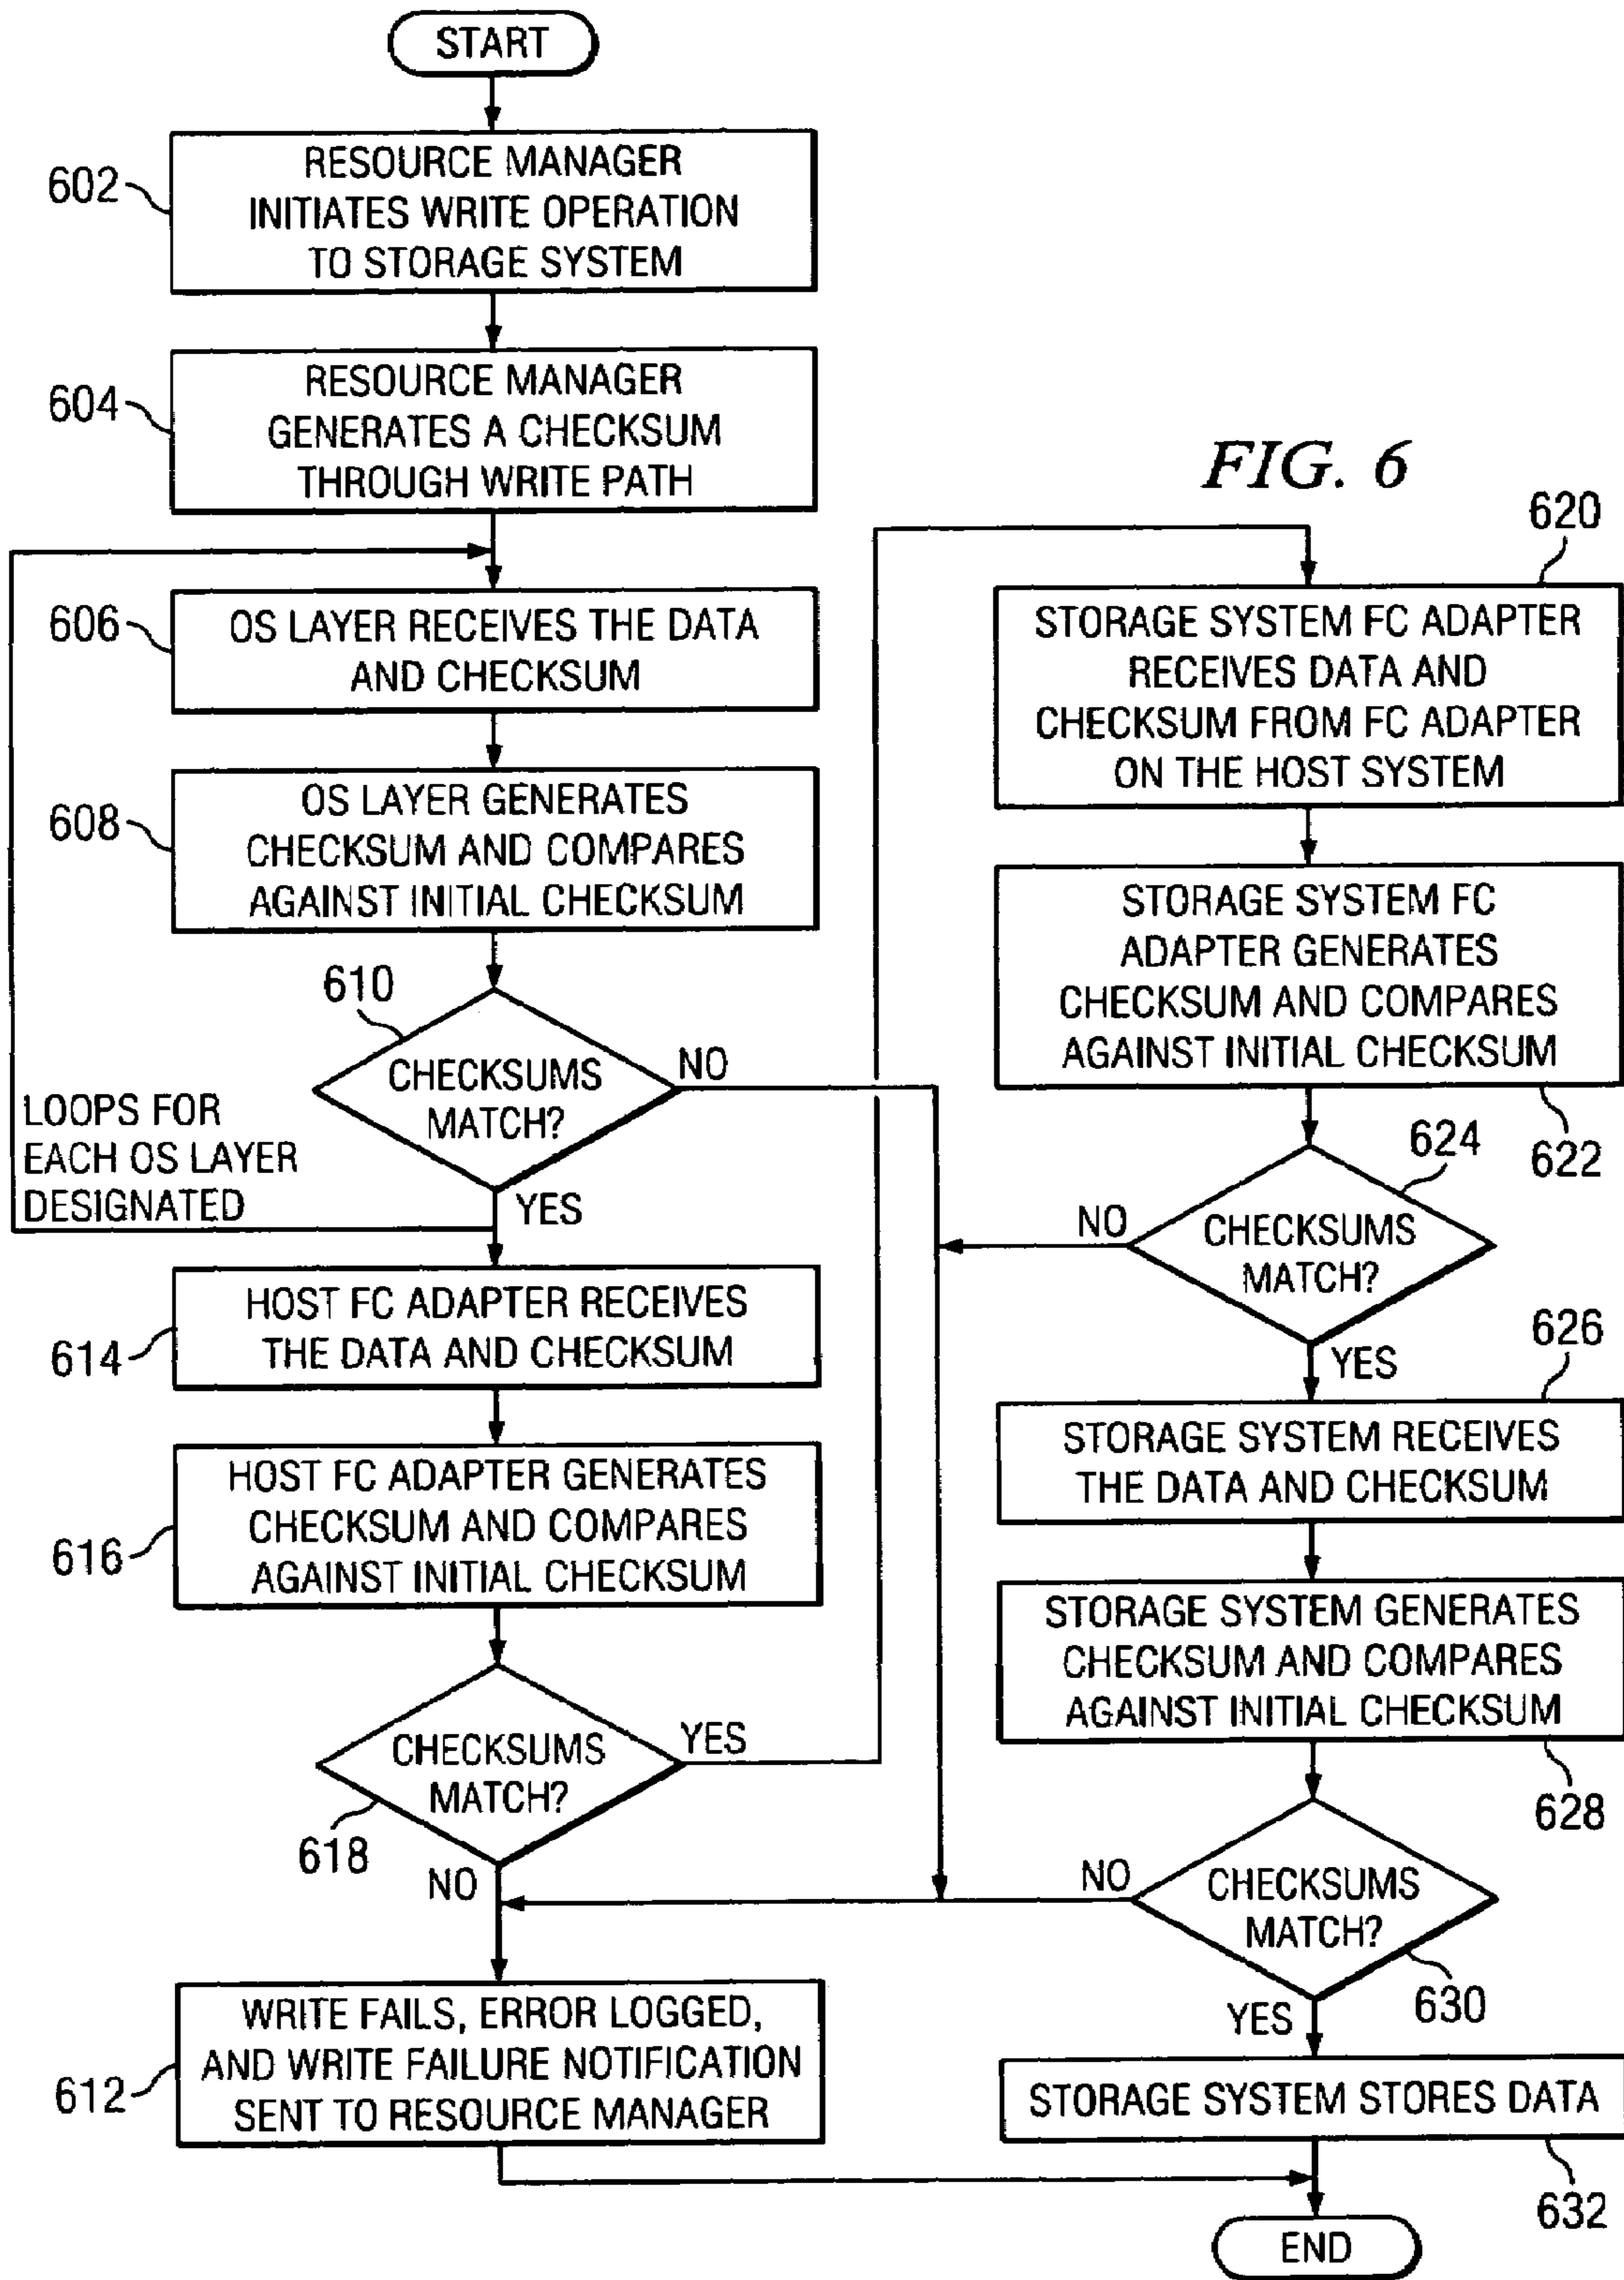 START
602
RESOURCE MANAGER
INITIATES WRITE OPERATION
TO STORAGE SYSTEM
604
RESOURCE MANAGER
GENERATES A CHECKSUM
THROUGH WRITE PATH
606
OS LAYER RECEIVES THE DATA
AND CHECKSUM
608
OS LAYER GENERATES
CHECKSUM AND COMPARES
AGAINST INITIAL CHECKSUM
610
CHECKSUMS
MATCH?
NO
YES
LOOPS FOR
EACH OS LAYER
DESIGNATED
614
HOST FC ADAPTER RECEIVES
THE DATA AND CHECKSUM
616
HOST FC ADAPTER GENERATES
CHECKSUM AND COMPARES
AGAINST INITIAL CHECKSUM
618
CHECKSUMS
MATCH?
YES
NO
612
WRITE FAILS, ERROR LOGGED,
AND WRITE FAILURE NOTIFICATION
SENT TO RESOURCE MANAGER
FIG. 6
620
STORAGE SYSTEM FC ADAPTER
RECEIVES DATA AND
CHECKSUM FROM FC ADAPTER
ON THE HOST SYSTEM
STORAGE SYSTEM FC
ADAPTER GENERATES
CHECKSUM AND COMPARES
AGAINST INITIAL CHECKSUM
622
624
CHECKSUMS
MATCH?
NO
YES
626
STORAGE SYSTEM RECEIVES
THE DATA AND CHECKSUM
STORAGE SYSTEM GENERATES
CHECKSUM AND COMPARES
AGAINST INITIAL CHECKSUM
628
CHECKSUMS
MATCH?
NO
630
YES
STORAGE SYSTEM STORES DATA
632
END